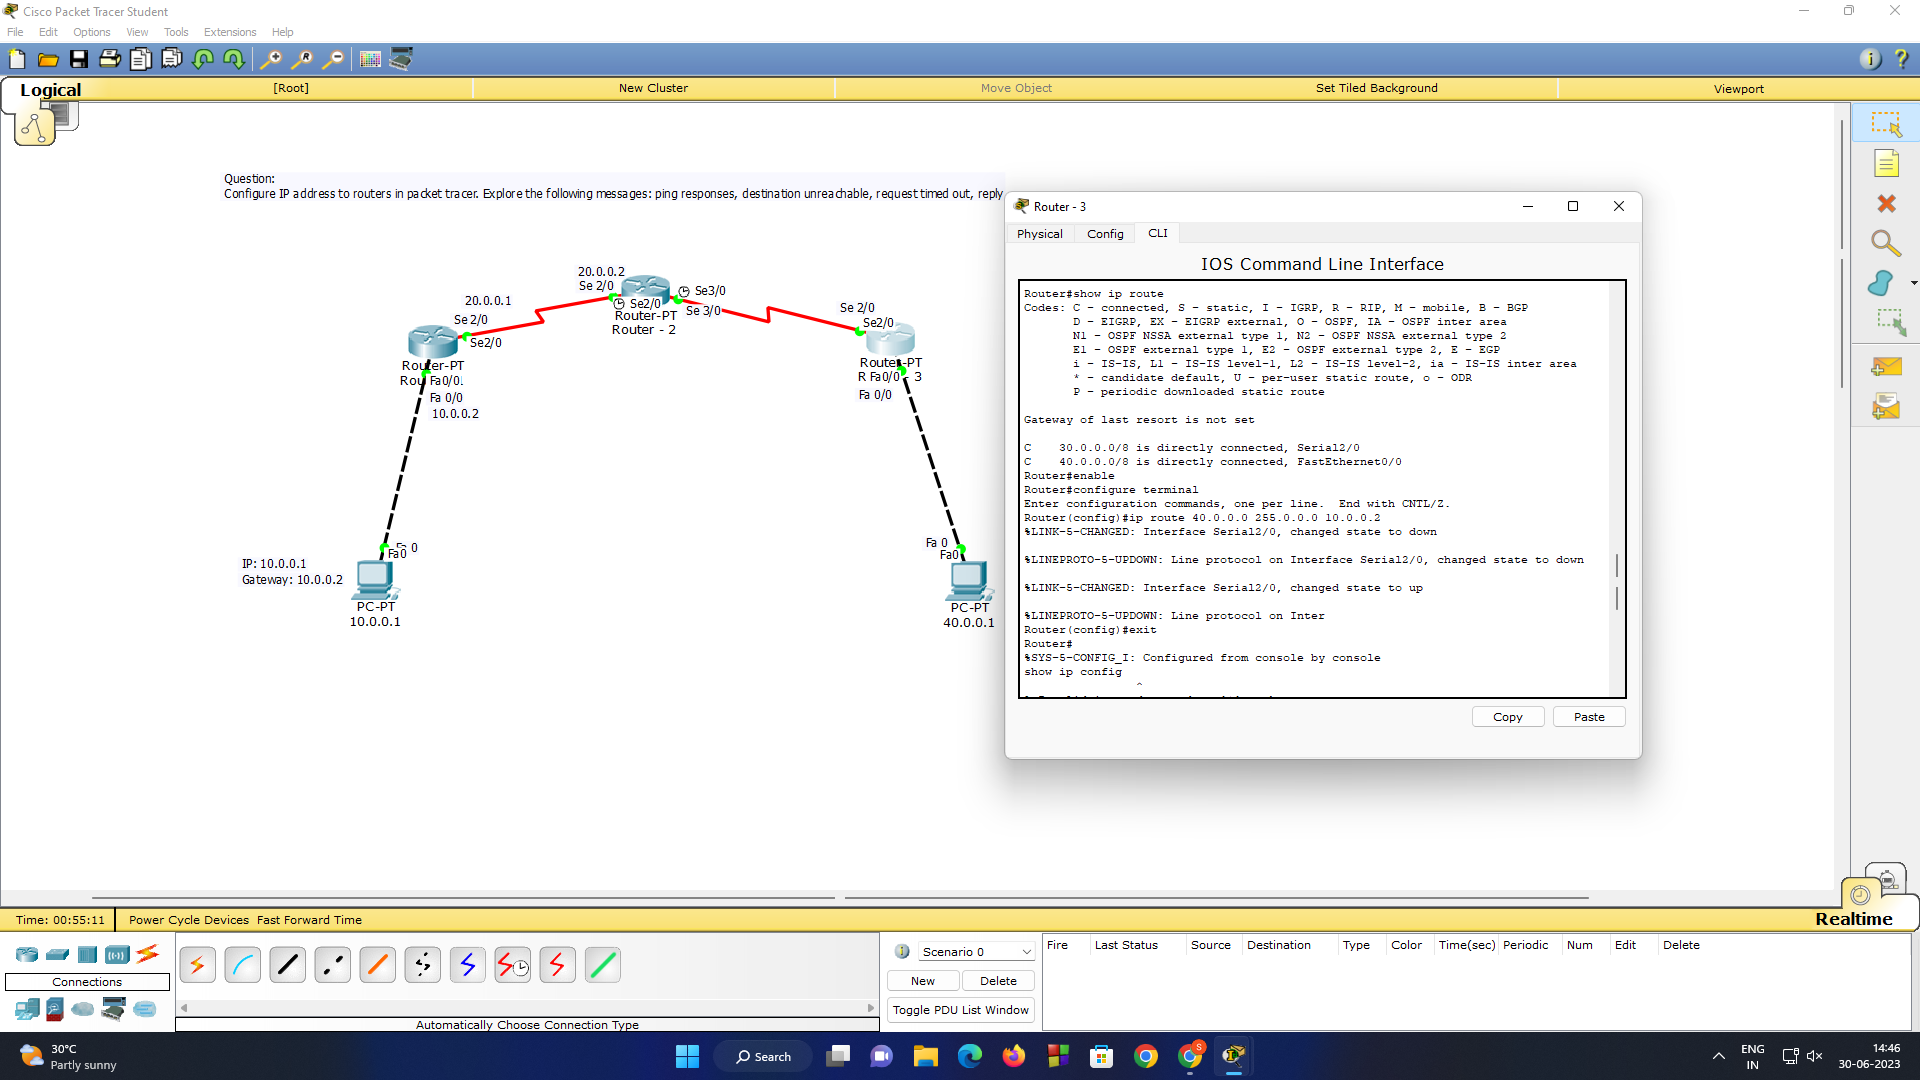 Cisco Packet Tracer Student
File Edit Options View Tools Extensions Help
Logical
[Root]
New Cluster
Move Object
Set Tiled Background
Viewport
Question:
Configure IP address to routers in packet tracer. Explore the following messages: ping responses, destination unreachable, request timed out, reply
20.0.0.2
Se 2/0
Se2/0
Se3/0
Se 3/0
Router-PT
Router - 2
20.0.0.1
Se 2/0
Se2/0
Router-PT
Fa0/0
Fa 0/0
10.0.0.2
Se 2/0
Se2/0
Router-PT
R Fa0/0 - 3
Fa 0/0
Fa0
IP: 10.0.0.1
Gateway: 10.0.0.2
PC-PT
10.0.0.1
Fa 0
Fa0
PC-PT
40.0.0.1
Router - 3
Physical Config CLI
IOS Command Line Interface
Router#show ip route
Codes: C - connected, S - static, I - IGRP, R - RIP, M - mobile, B - BGP
D - EIGRP, EX - EIGRP external, O - OSPF, IA - OSPF inter area
N1 - OSPF NSSA external type 1, N2 - OSPF NSSA external type 2
E1 - OSPF external type 1, E2 - OSPF external type 2, E - EGP
i - IS-IS, L1 - IS-IS level-1, L2 - IS-IS level-2, ia - IS-IS inter area
* - candidate default, U - per-user static route, o - ODR
P - periodic downloaded static route
Gateway of last resort is not set
C 30.0.0.0/8 is directly connected, Serial2/0
C 40.0.0.0/8 is directly connected, FastEthernet0/0
Router#enable
Router#configure terminal
Enter configuration commands, one per line. End with CNTL/Z.
Router(config)#ip route 40.0.0.0 255.0.0.0 10.0.0.2
%LINK-5-CHANGED: Interface Serial2/0, changed state to down
%LINEPROTO-5-UPDOWN: Line protocol on Interface Serial2/0, changed state to down
%LINK-5-CHANGED: Interface Serial2/0, changed state to up
%LINEPROTO-5-UPDOWN: Line protocol on Inter
Router(config)#exit
Router#
%SYS-5-CONFIG_I: Configured from console by console
show ip config
^
Copy
Paste
Realtime
Time: 00:55:11
Power Cycle Devices Fast Forward Time
Connections
Automatically Choose Connection Type
Scenario 0
New
Delete
Toggle PDU List Window
Fire Last Status Source Destination Type Color Time(sec) Periodic Num Edit Delete
30°C
Partly sunny
Search
S
ENG
IN
14:46
30-06-2023